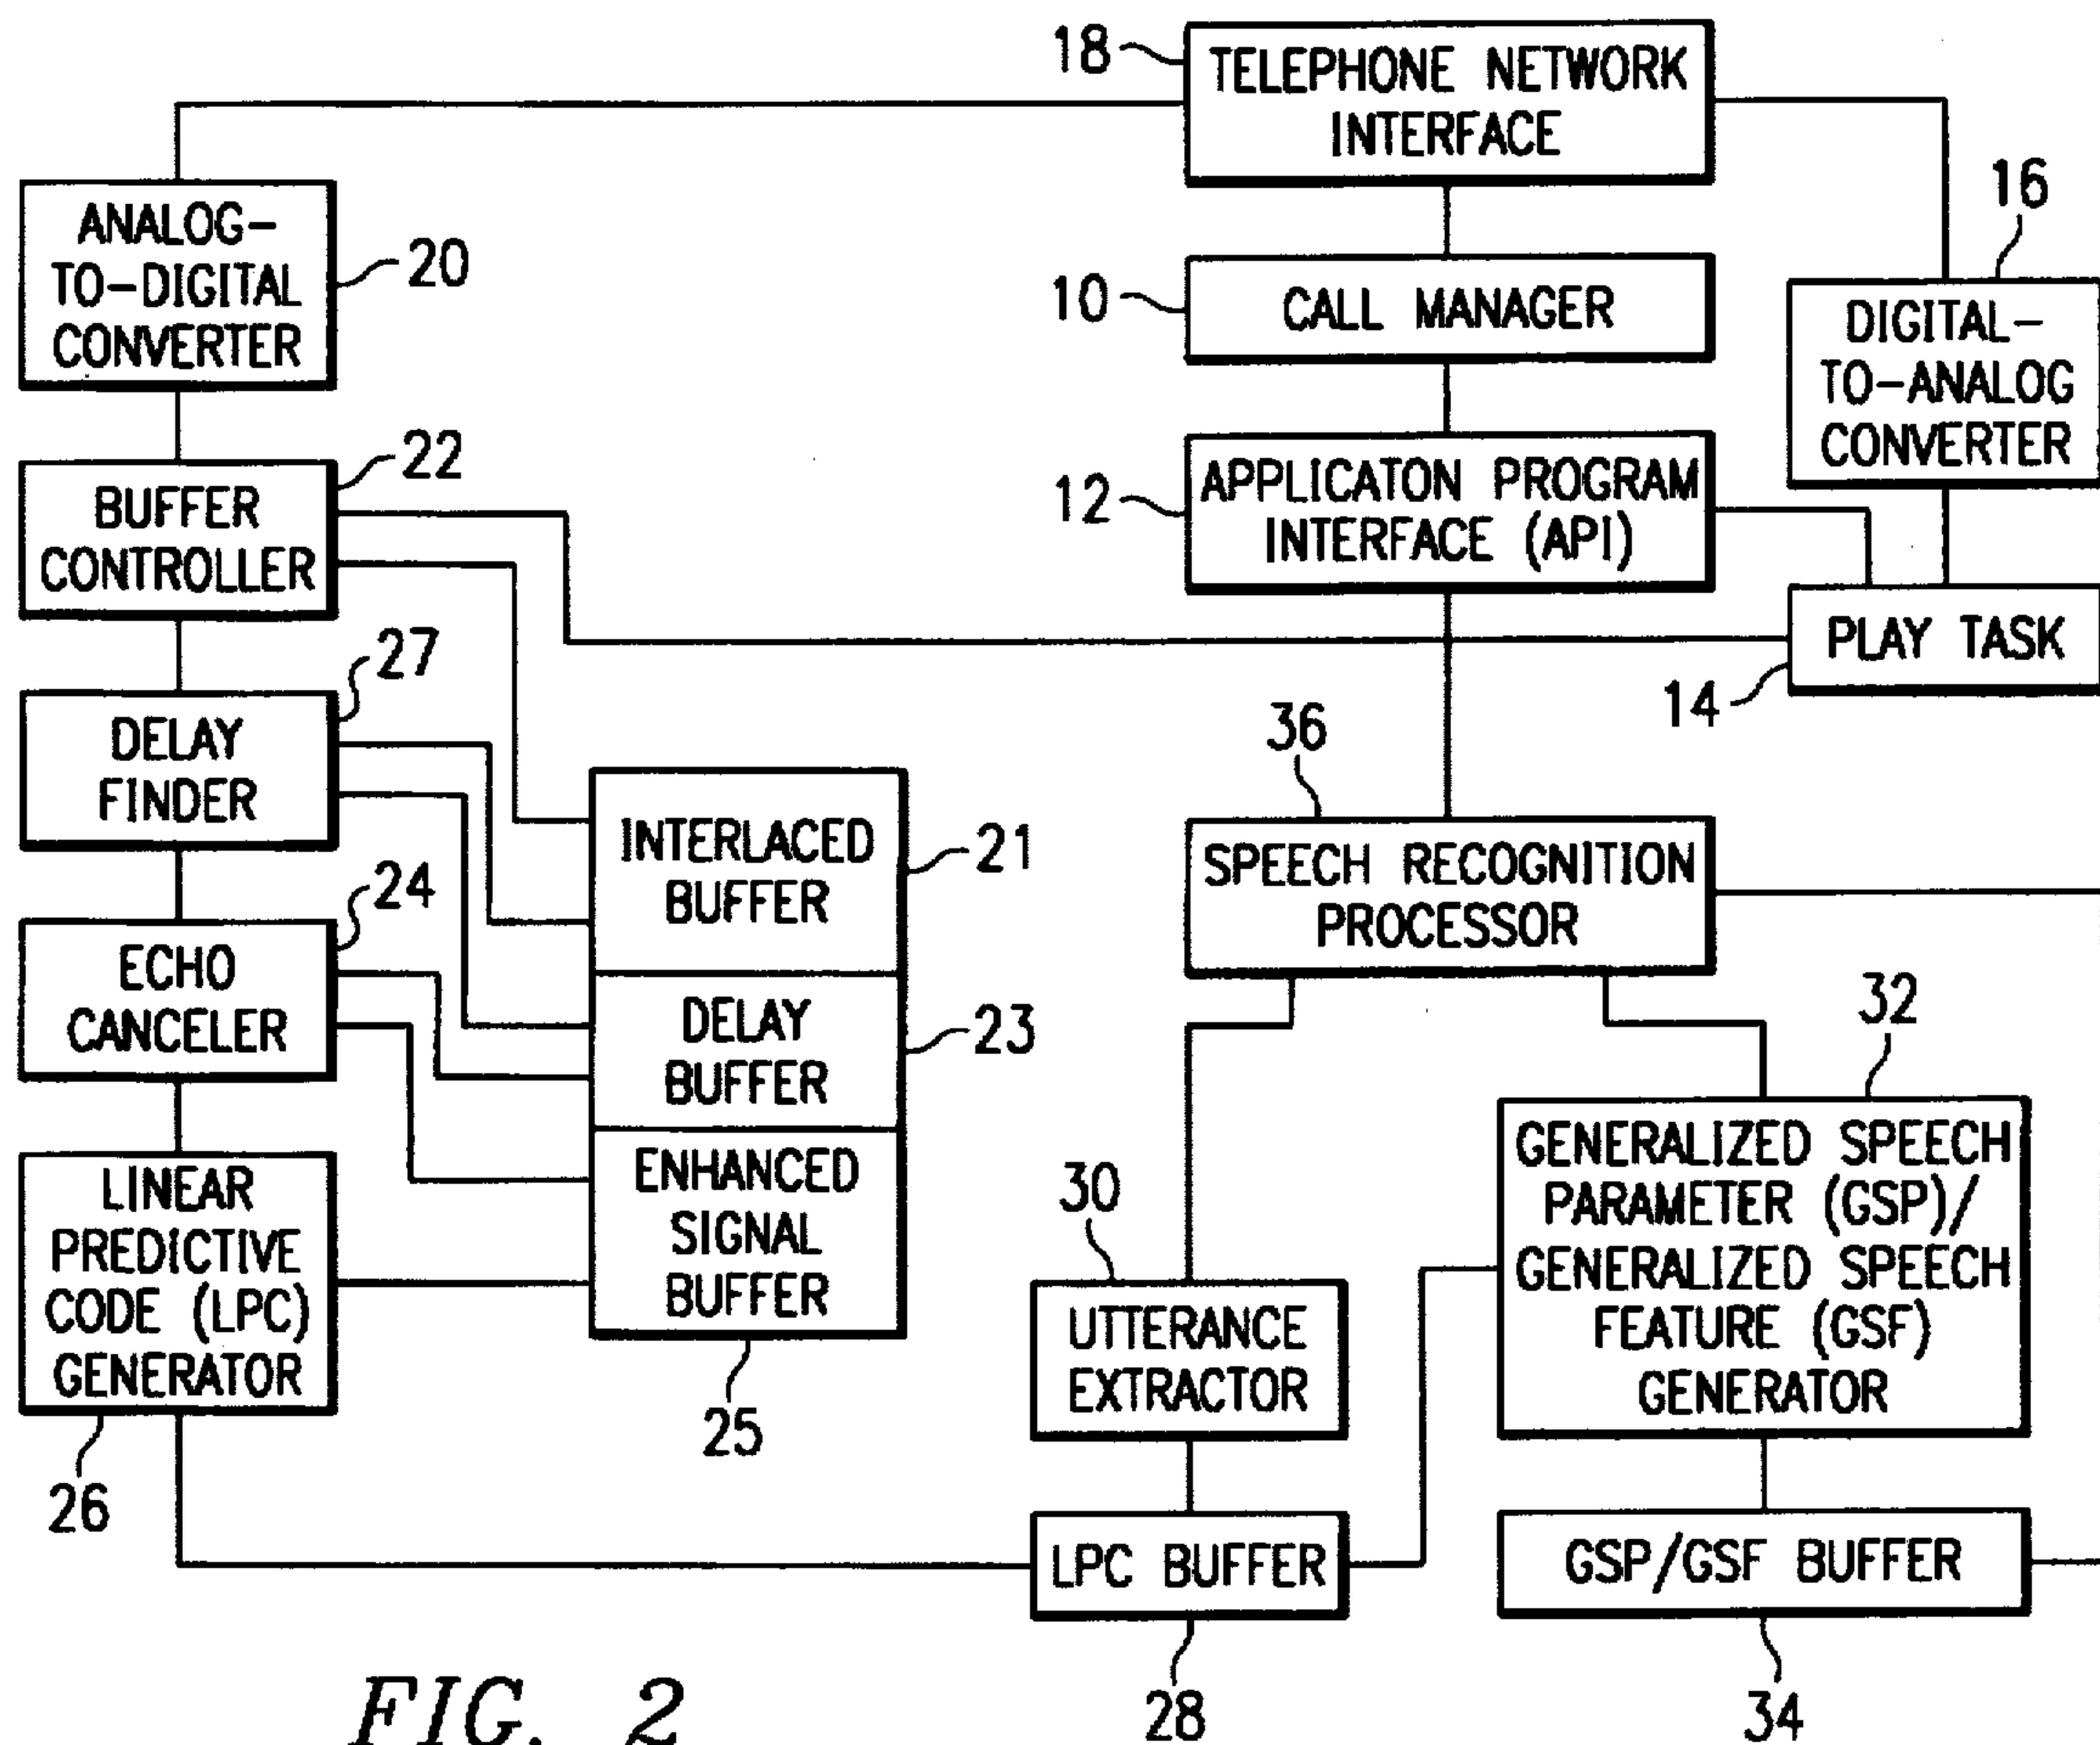 18
TELEPHONE NETWORK
INTERFACE
16
ANALOG-
TO-DIGITAL
CONVERTER
20
10
CALL MANAGER
DIGITAL-
TO-ANALOG
CONVERTER
22
BUFFER
CONTROLLER
12
APPLICATON PROGRAM
INTERFACE (API)
PLAY TASK
14
27
DELAY
FINDER
36
INTERLACED
BUFFER
21
SPEECH RECOGNITION
PROCESSOR
24
ECHO
CANCELER
DELAY
BUFFER
23
32
LINEAR
PREDICTIVE
CODE (LPC)
GENERATOR
26
ENHANCED
SIGNAL
BUFFER
25
30
UTTERANCE
EXTRACTOR
GENERALIZED SPEECH
PARAMETER (GSP)/
GENERALIZED SPEECH
FEATURE (GSF)
GENERATOR
LPC BUFFER
28
GSP/GSF BUFFER
34
FIG. 2